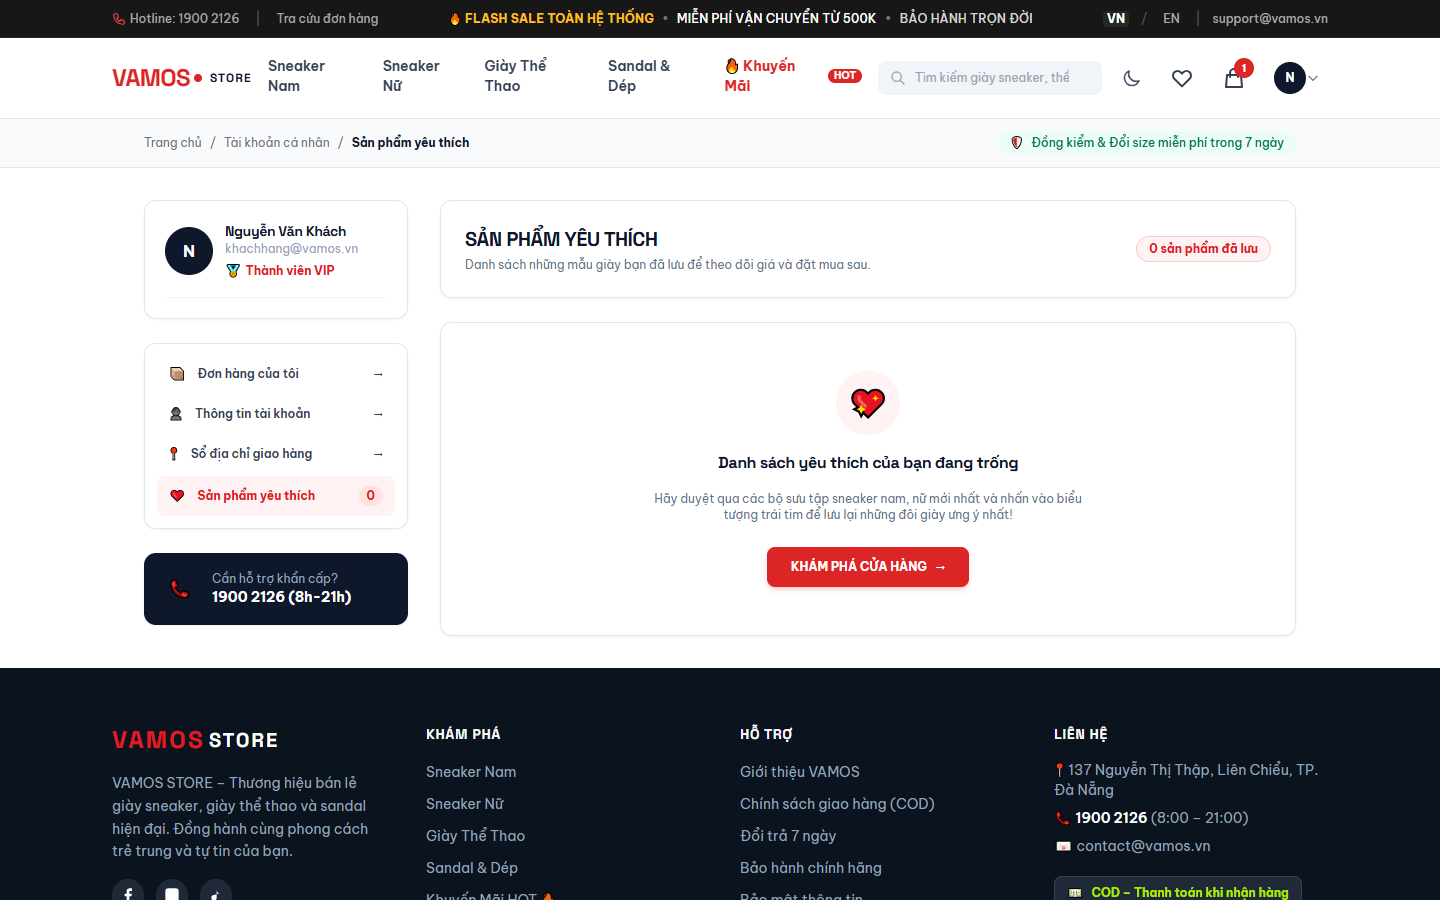 Hotline: 1900 2126 | Tra cứu đơn hàng
FLASH SALE TOÀN HỆ THỐNG • MIỄN PHÍ VẬN CHUYỂN TỪ 500K • BẢO HÀNH TRỌN ĐỜI
VN / EN | support@vamos.vn
VAMOS STORE
Sneaker Nam
Sneaker Nữ
Giày Thể Thao
Sandal & Dép
Khuyến Mãi HOT
Tìm kiếm giày sneaker, thể
1
N
Trang chủ / Tài khoản cá nhân / Sản phẩm yêu thích
Đồng kiểm & Đổi size miễn phí trong 7 ngày
N
Nguyễn Văn Khách
khachhang@vamos.vn
Thành viên VIP
Đơn hàng của tôi →
Thông tin tài khoản →
Sổ địa chỉ giao hàng →
Sản phẩm yêu thích 0
Cần hỗ trợ khẩn cấp?
1900 2126 (8h-21h)
SẢN PHẨM YÊU THÍCH
Danh sách những mẫu giày bạn đã lưu để theo dõi giá và đặt mua sau.
0 sản phẩm đã lưu
Danh sách yêu thích của bạn đang trống
Hãy duyệt qua các bộ sưu tập sneaker nam, nữ mới nhất và nhấn vào biểu
tượng trái tim để lưu lại những đôi giày ưng ý nhất!
KHÁM PHÁ CỬA HÀNG →
VAMOS STORE
VAMOS STORE – Thương hiệu bán lẻ
giày sneaker, giày thể thao và sandal
hiện đại. Đồng hành cùng phong cách
trẻ trung và tự tin của bạn.
KHÁM PHÁ
Sneaker Nam
Sneaker Nữ
Giày Thể Thao
Sandal & Dép
Khuyến Mãi HOT
HỖ TRỢ
Giới thiệu VAMOS
Chính sách giao hàng (COD)
Đổi trả 7 ngày
Bảo hành chính hãng
Bảo mật thông tin
LIÊN HỆ
137 Nguyễn Thị Thập, Liên Chiểu, TP.
Đà Nẵng
1900 2126 (8:00 – 21:00)
contact@vamos.vn
COD – Thanh toán khi nhận hàng